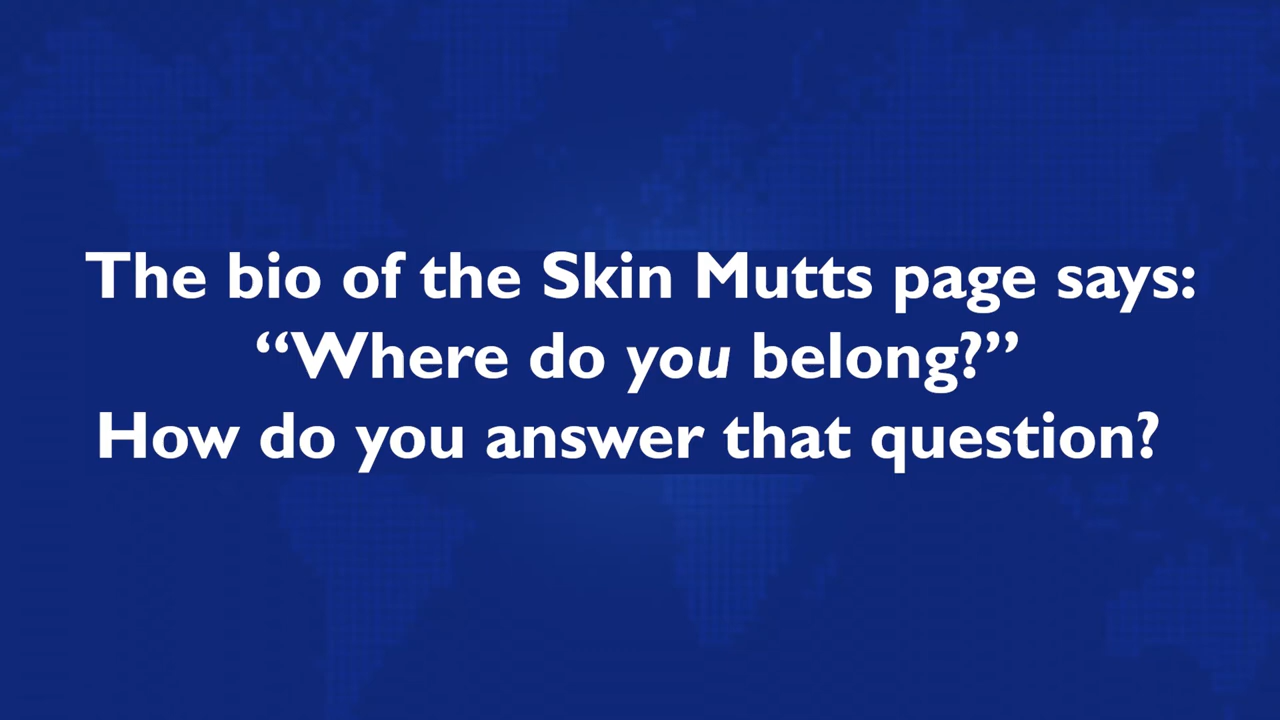 The bio of the Skin Mutts page says:
“Where do you belong?”
How do you answer that question?